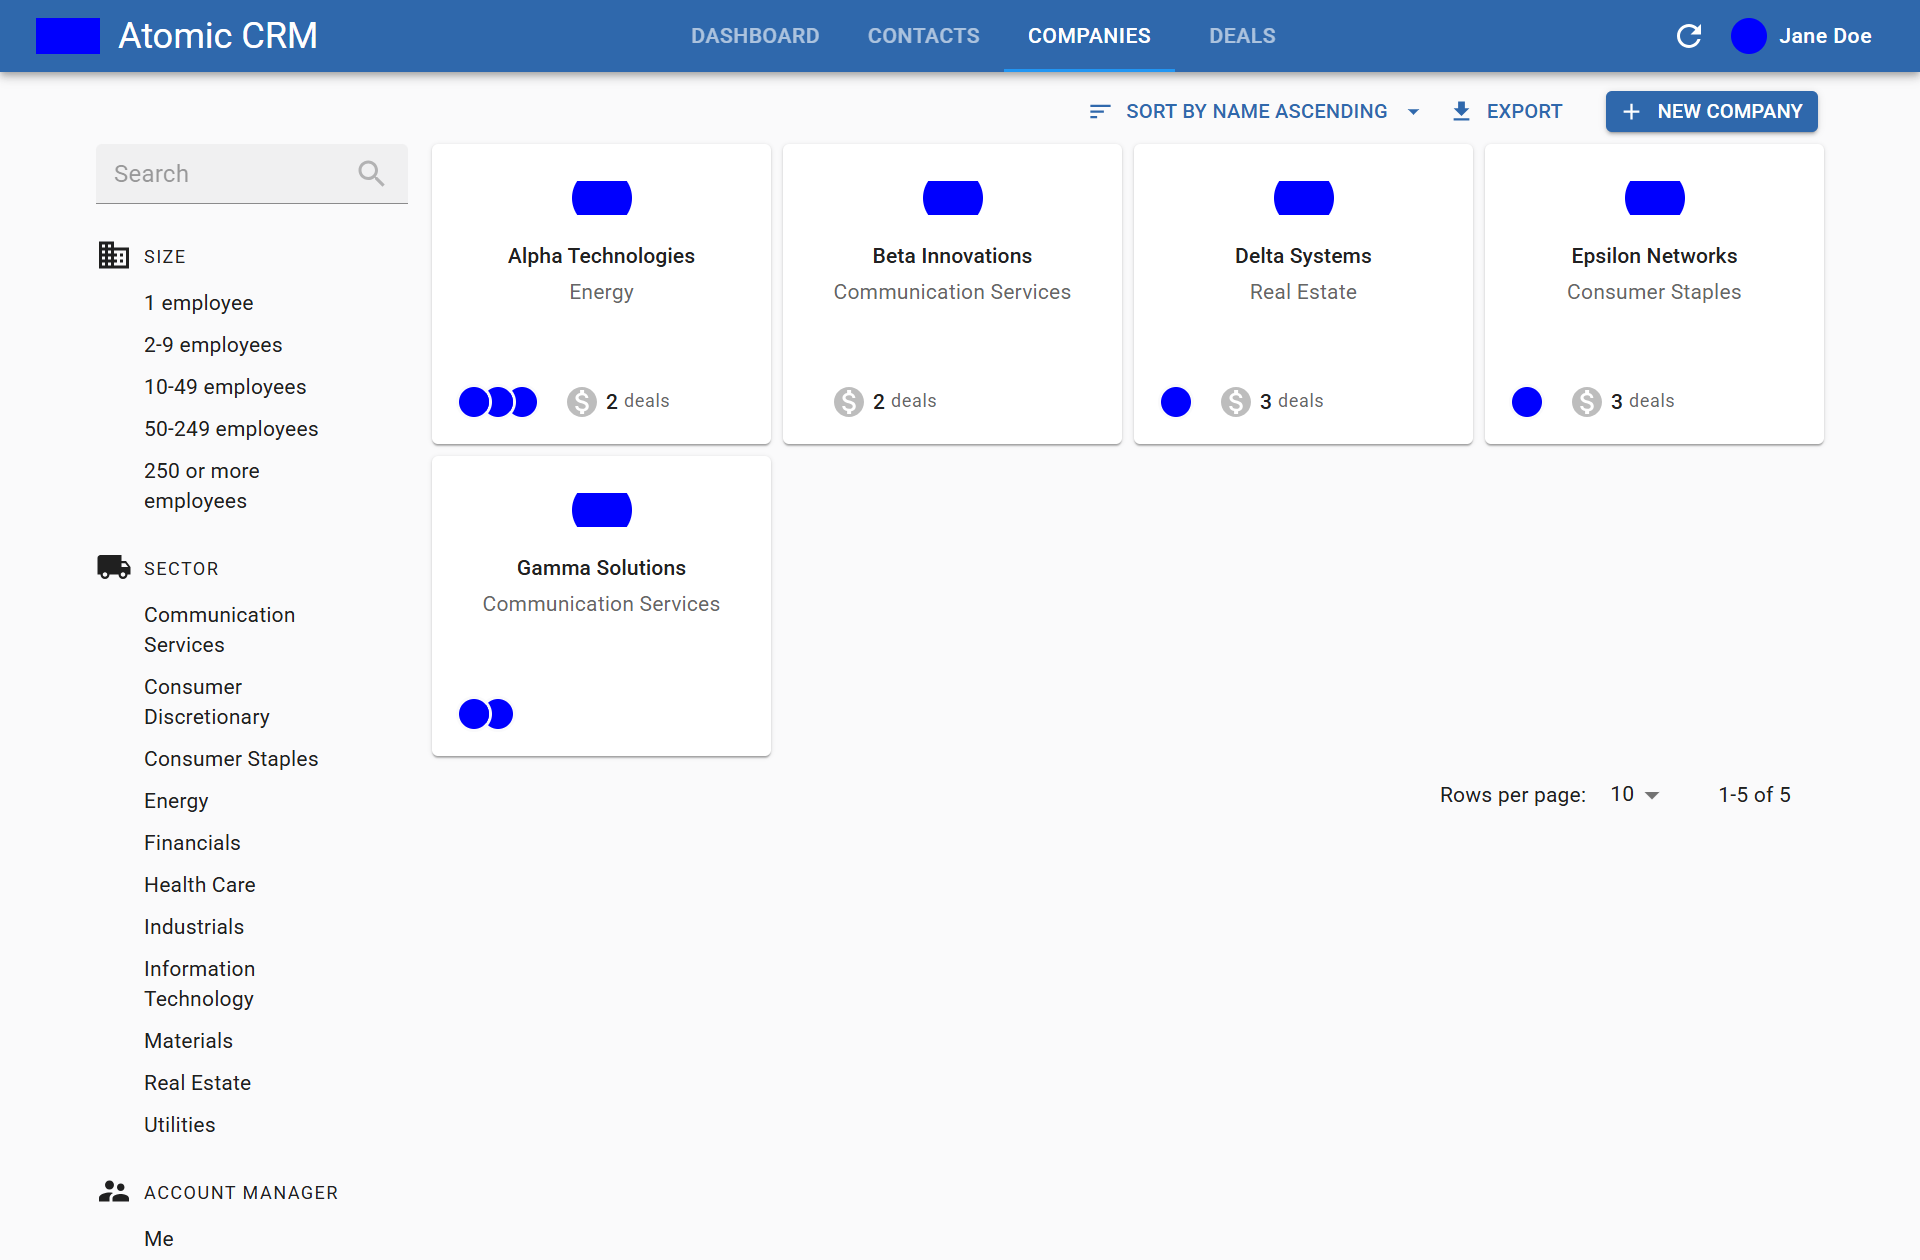 Atomic CRM
DASHBOARD
CONTACTS
COMPANIES
DEALS
Jane Doe
SORT BY NAME ASCENDING
EXPORT
NEW COMPANY
Search
SIZE
1 employee
2-9 employees
10-49 employees
50-249 employees
250 or more
employees
SECTOR
Communication
Services
Consumer
Discretionary
Consumer Staples
Energy
Financials
Health Care
Industrials
Information
Technology
Materials
Real Estate
Utilities
ACCOUNT MANAGER
Me
Alpha Technologies
Energy
2 deals
Beta Innovations
Communication Services
2 deals
Delta Systems
Real Estate
3 deals
Epsilon Networks
Consumer Staples
3 deals
Gamma Solutions
Communication Services
Rows per page:
10
1-5 of 5